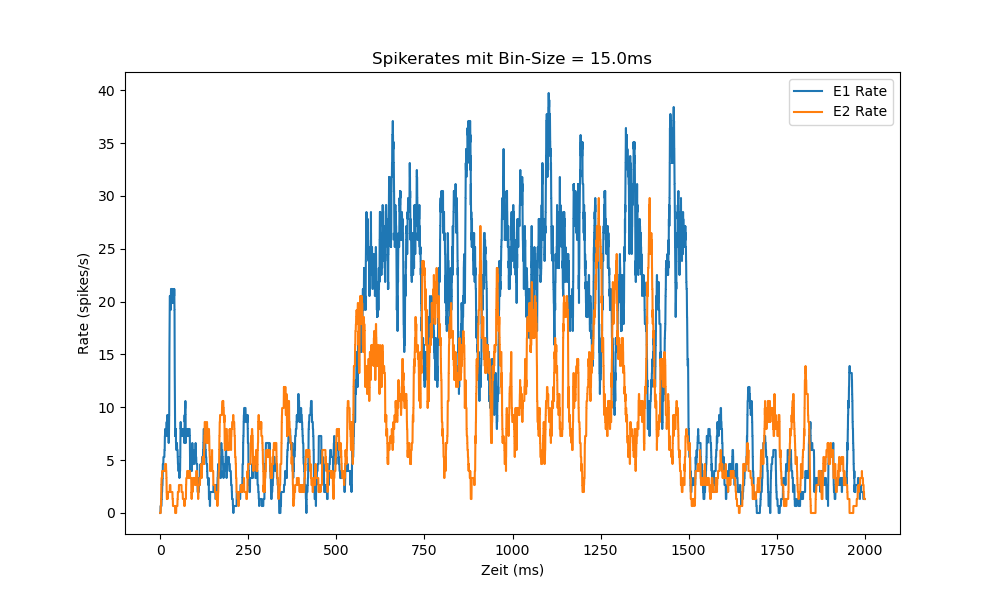 Spikerates mit Bin-Size = 15.0ms
E1 Rate
E2 Rate
40
35
30
25
20
15
10
5
0
Rate (spikes/s)
0 250 500 750 1000 1250 1500 1750 2000
Zeit (ms)